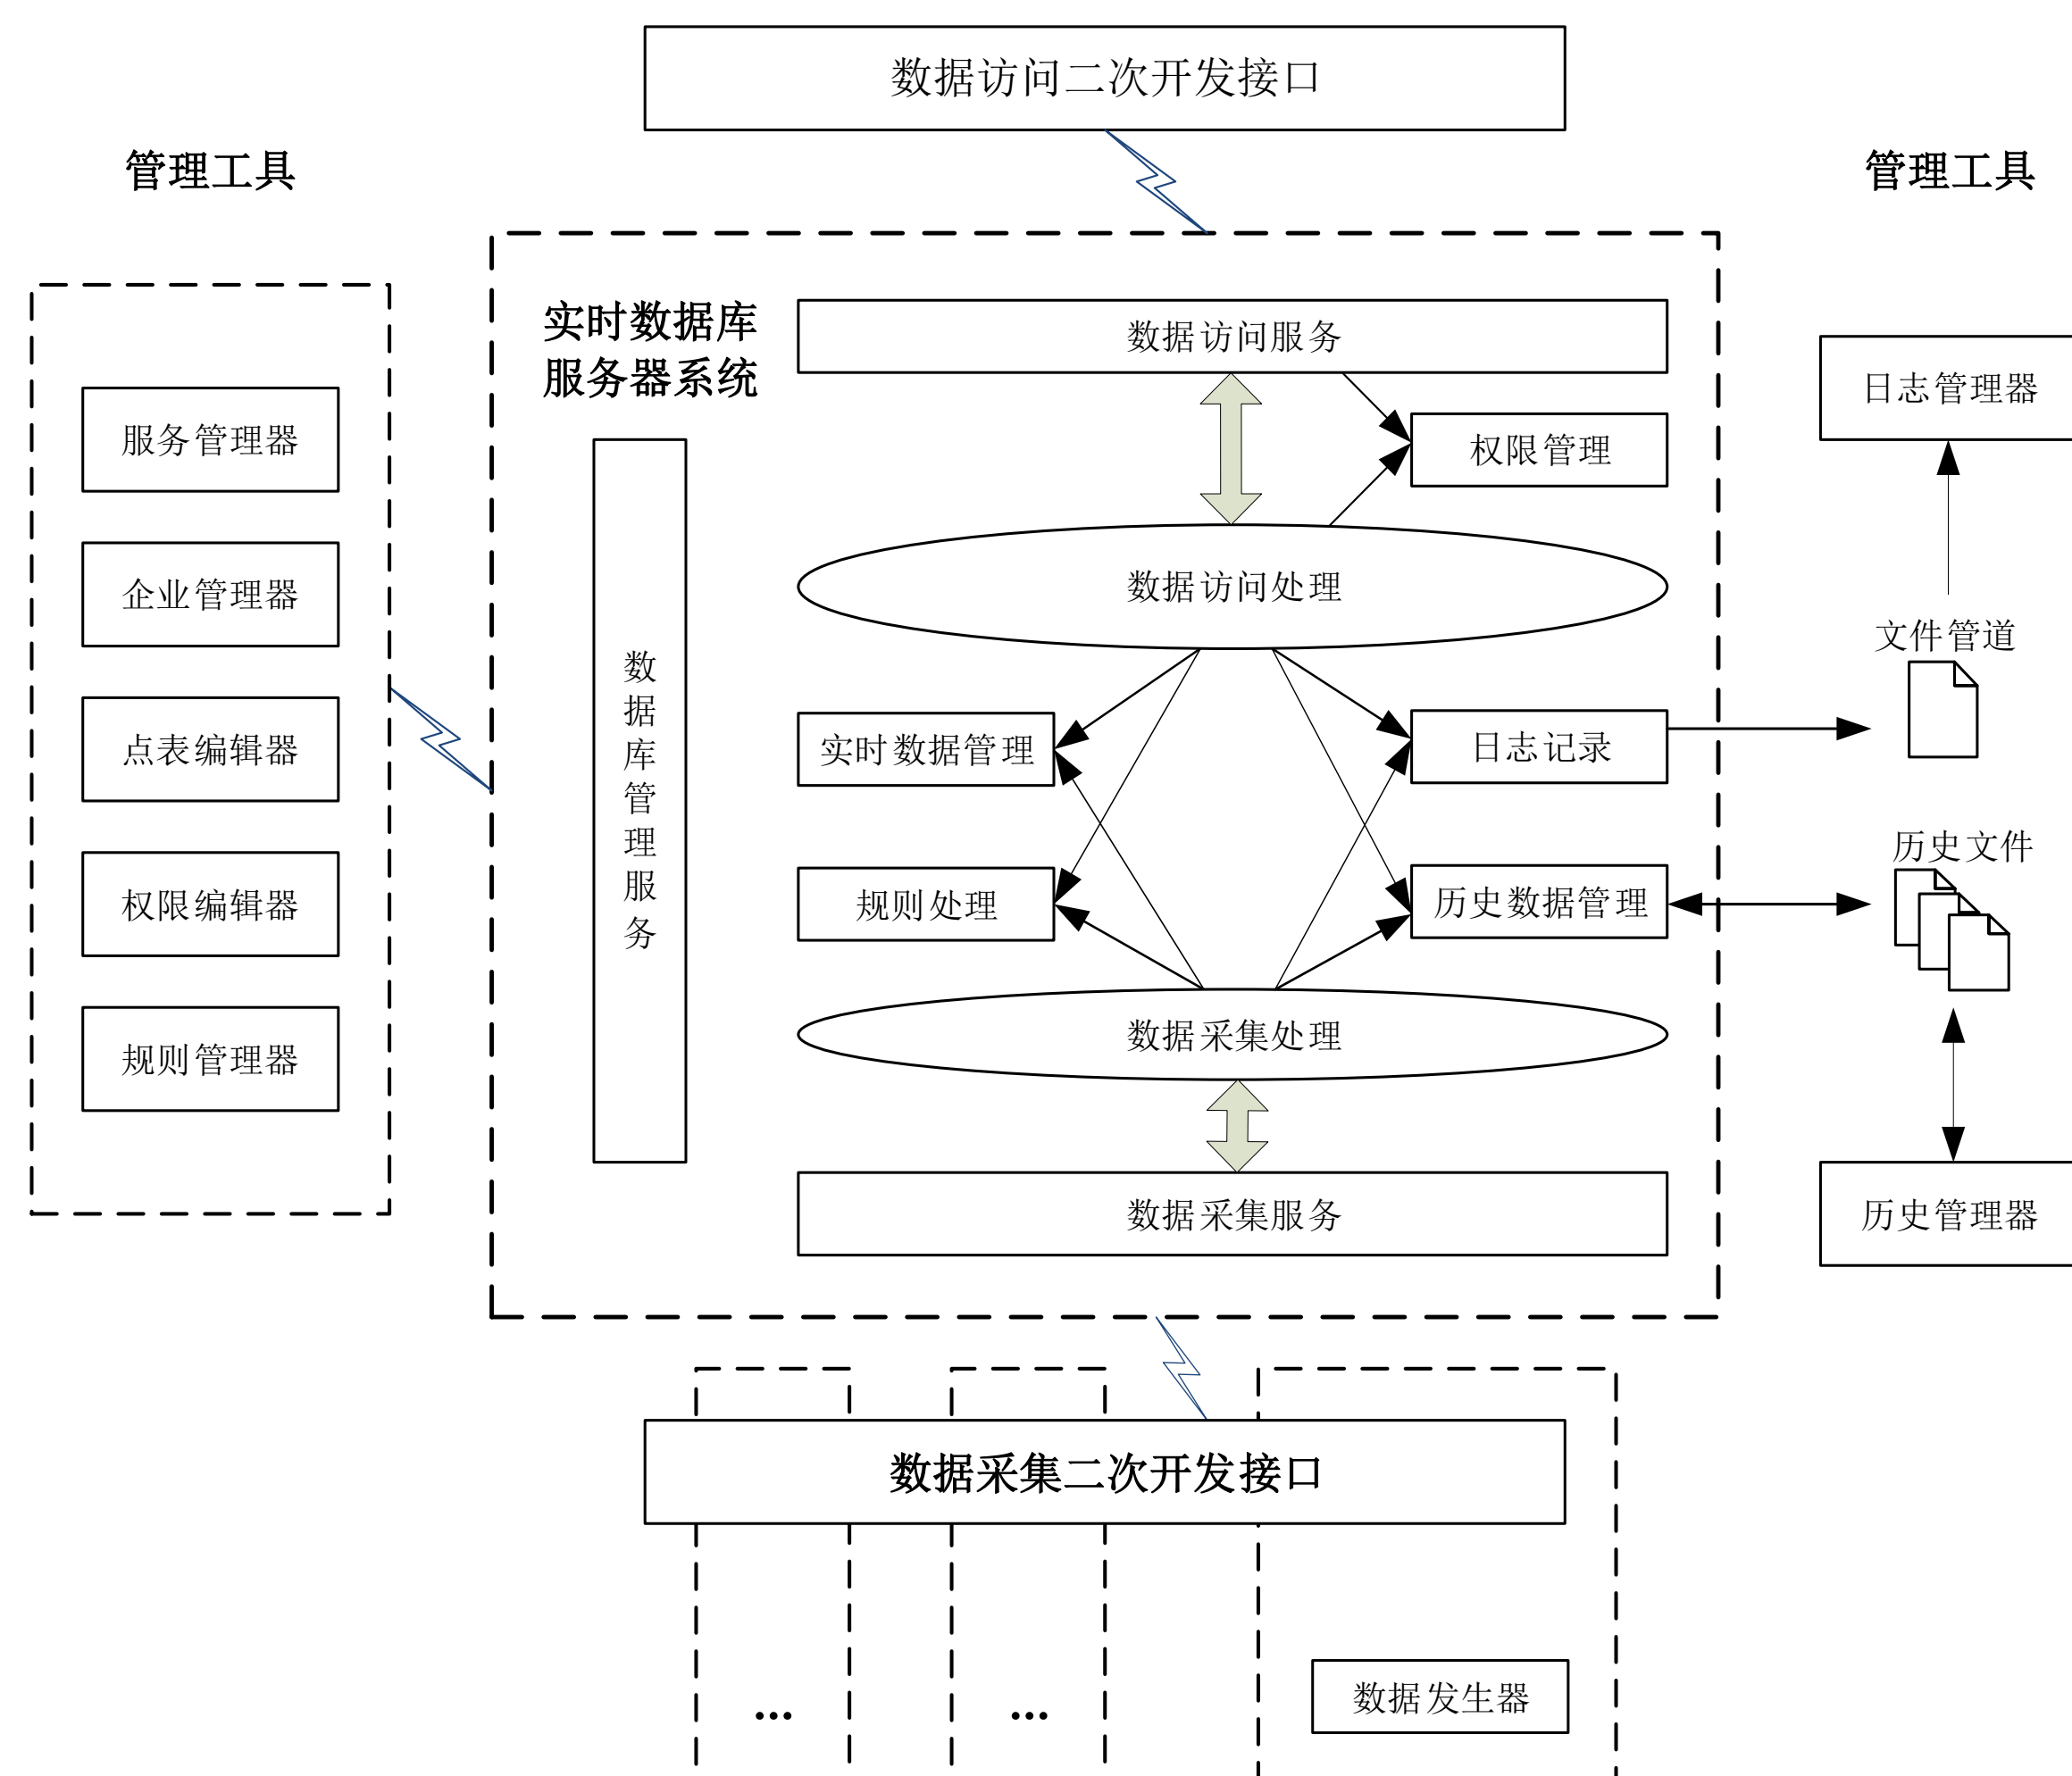 数据访问二次开发接口
管理工具
管理工具
实时数据库
服务器系统
数据访问服务
日志管理器
服务管理器
权限管理
企业管理器
数据访问处理
文件管道
数据库管理服务
点表编辑器
实时数据管理
日志记录
历史文件
权限编辑器
规则处理
历史数据管理
规则管理器
数据采集处理
数据采集服务
历史管理器
数据采集二次开发接口
...
...
数据发生器